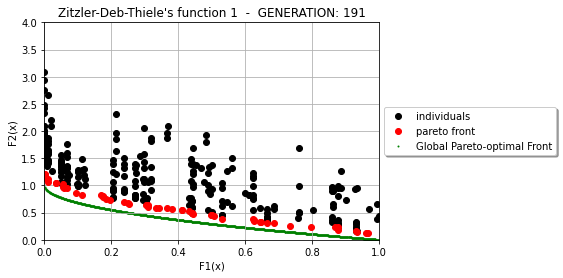 Zitzler-Deb-Thiele's function 1 - GENERATION: 191
4.0
3.5
3.0
2.5
2.0
1.5
1.0
0.5
0.0
F2(x)
0.0 0.2 0.4 0.6 0.8 1.0
F1(x)
individuals
pareto front
Global Pareto-optimal Front